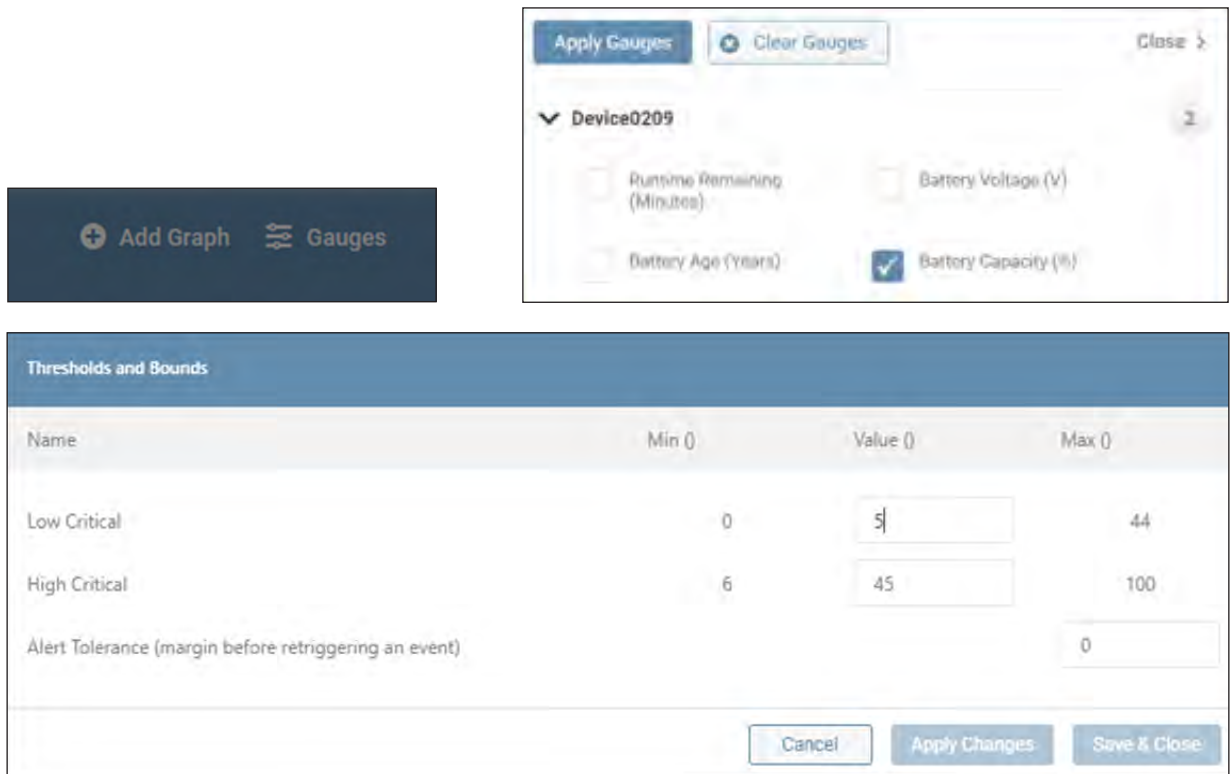 Add Graph Gauges
Apply Gauges Clear Gauges Close
Device0209 2
Runtime Remaining Battery Voltage (V)
(Minutes)
Battery Age (Years) Battery Capacity (%)
Thresholds and Bounds
Name Min () Value () Max ()
Low Critical 0 5 44
High Critical 6 45 100
Alert Tolerance (margin before retriggering an event) 0
Cancel Apply Changes Save & Close